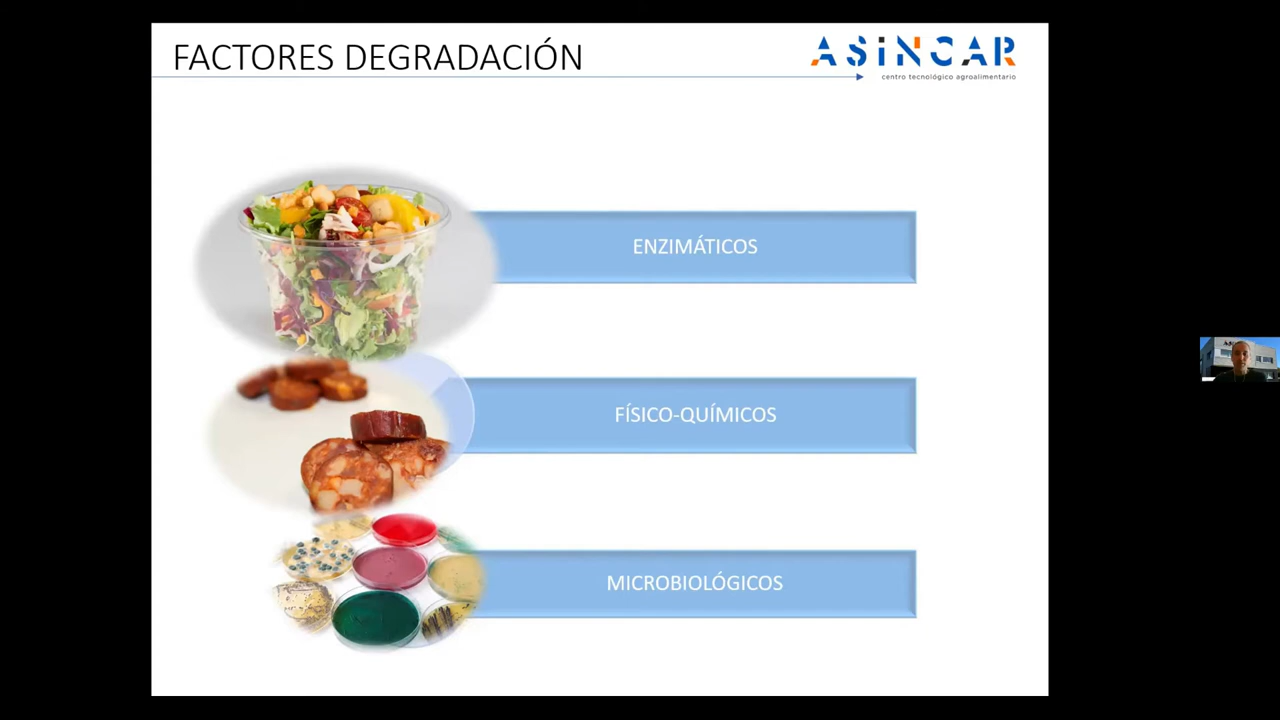 FACTORES DEGRADACIÓN
ASINCAR
centro tecnológico agroalimentario
ENZIMÁTICOS
FÍSICO-QUÍMICOS
MICROBIOLÓGICOS